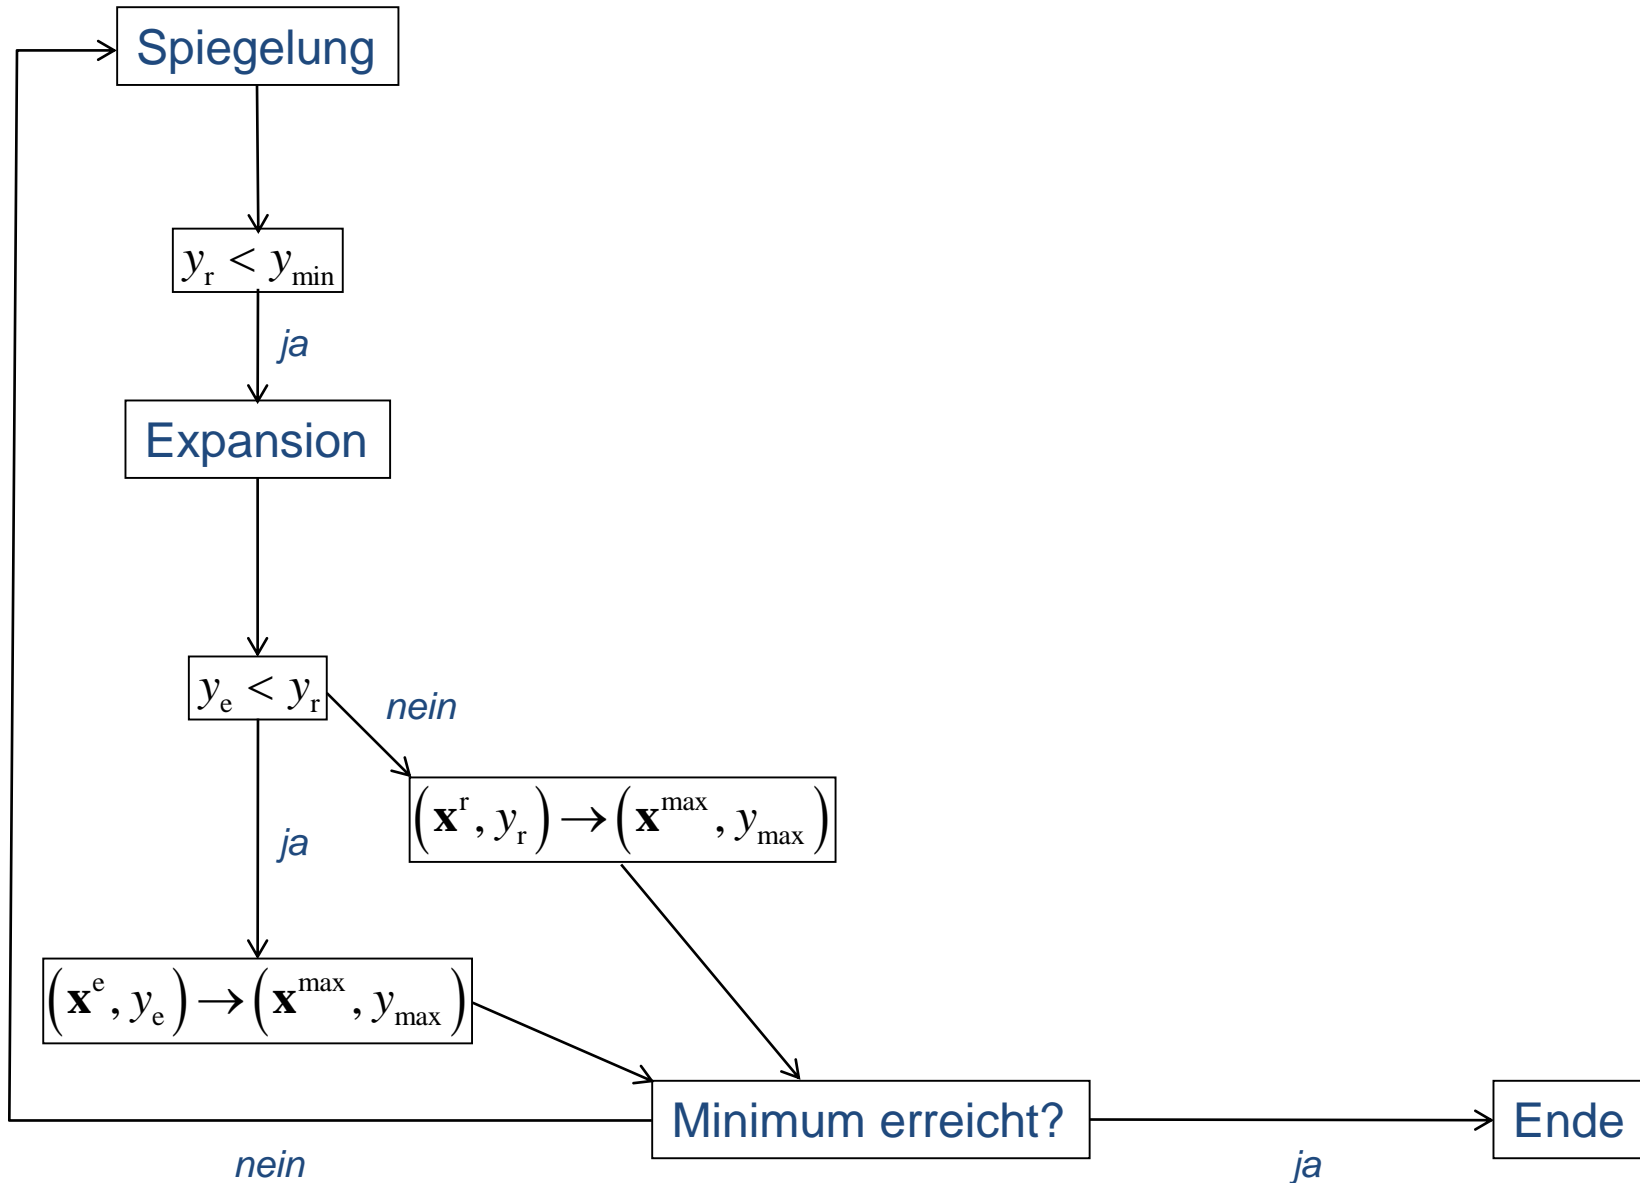 Spiegelung
y_r < y_min
ja
Expansion
y_e < y_r
nein
(x^r, y_r) → (x^max, y_max)
ja
(x^e, y_e) → (x^max, y_max)
Minimum erreicht?
Ende
nein
ja